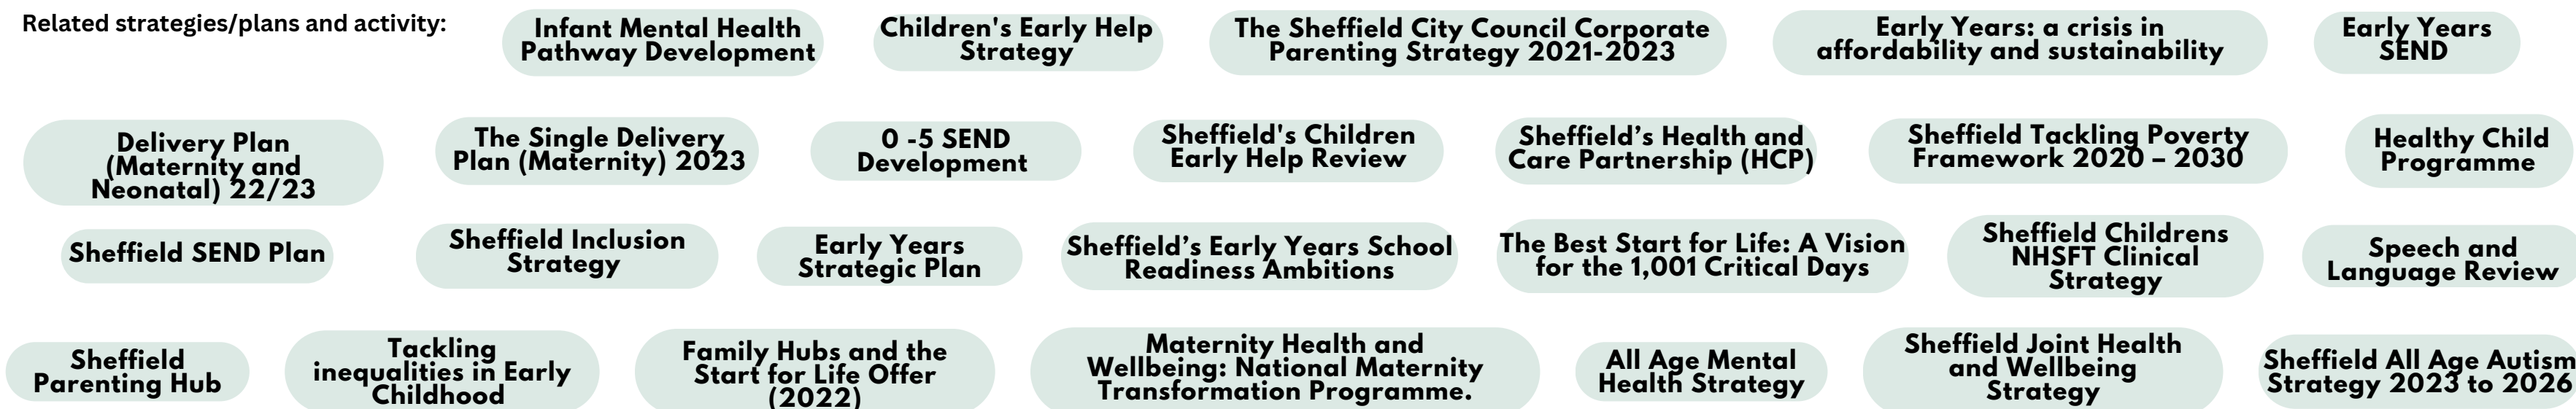 Related strategies/plans and activity:
Infant Mental Health
Pathway Development
Children's Early Help
Strategy
The Sheffield City Council Corporate
Parenting Strategy 2021-2023
Early Years: a crisis in
affordability and sustainability
Early Years
SEND
Delivery Plan
(Maternity and
Neonatal) 22/23
The Single Delivery
Plan (Maternity) 2023
0 -5 SEND
Development
Sheffield's Children
Early Help Review
Sheffield’s Health and
Care Partnership (HCP)
Sheffield Tackling Poverty
Framework 2020 – 2030
Healthy Child
Programme
Sheffield SEND Plan
Sheffield Inclusion
Strategy
Early Years
Strategic Plan
Sheffield’s Early Years School
Readiness Ambitions
The Best Start for Life: A Vision
for the 1,001 Critical Days
Sheffield Childrens
NHSFT Clinical
Strategy
Speech and
Language Review
Sheffield
Parenting Hub
Tackling
inequalities in Early
Childhood
Family Hubs and the
Start for Life Offer
(2022)
Maternity Health and
Wellbeing: National Maternity
Transformation Programme.
All Age Mental
Health Strategy
Sheffield Joint Health
and Wellbeing
Strategy
Sheffield All Age Autism
Strategy 2023 to 2026